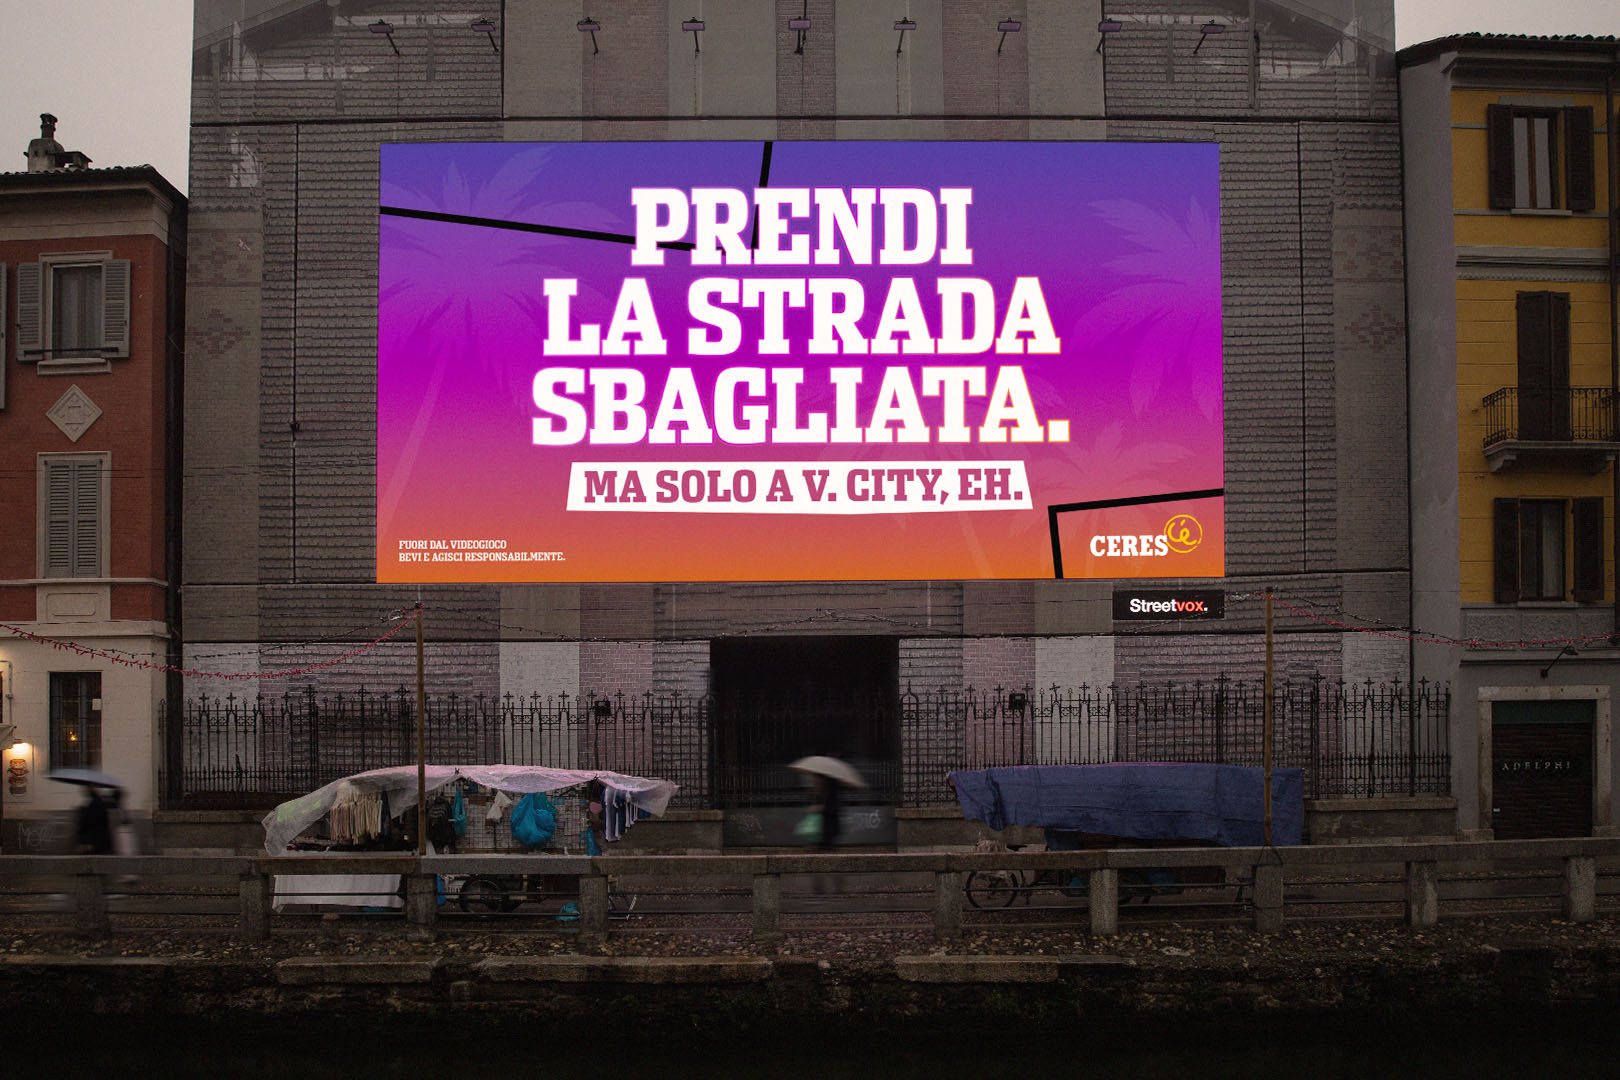 PRENDI
LA STRADA
SBAGLIATA.
MA SOLO A V. CITY, EH.
FUORI DAL VIDEOGIOCO
BEVI E AGISCI RESPONSABILMENTE.
CERES
C'è
Streetvox.
ADELPHI